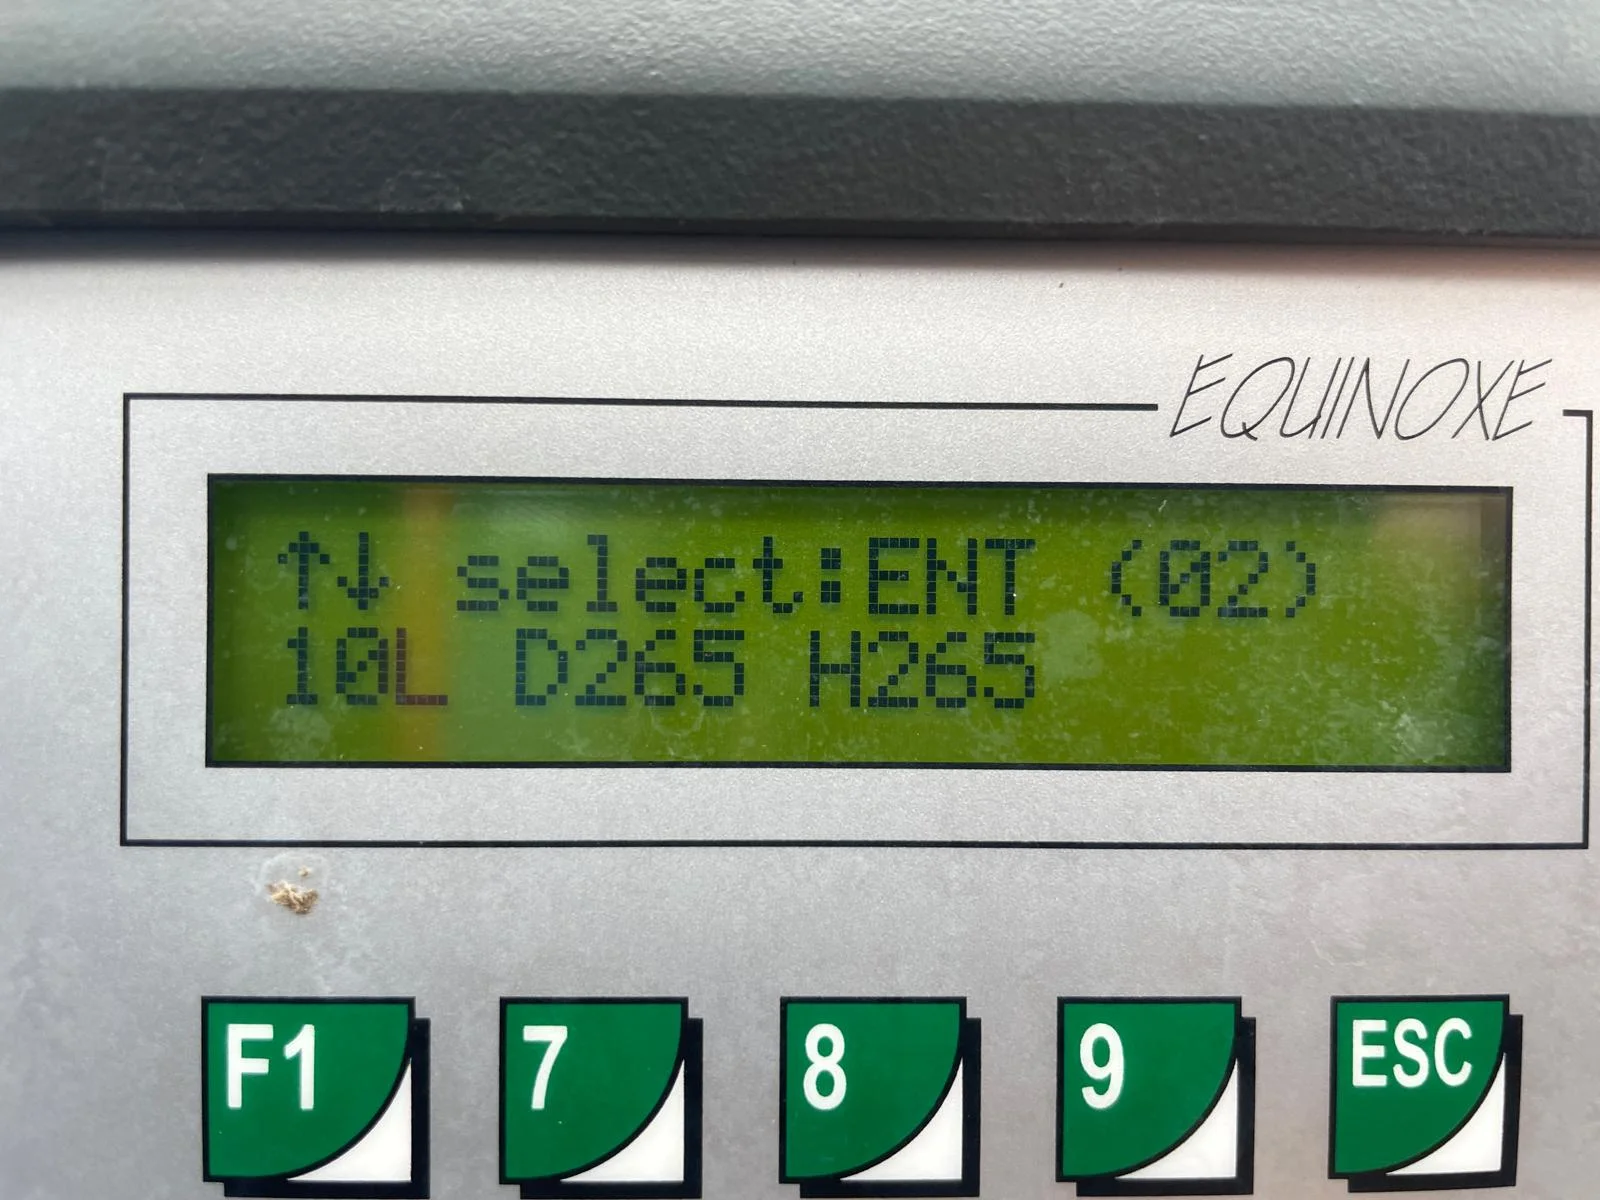 EQUINOXE
↑↓ select:ENT (02)
10L D265 H265
F1 7 8 9 ESC